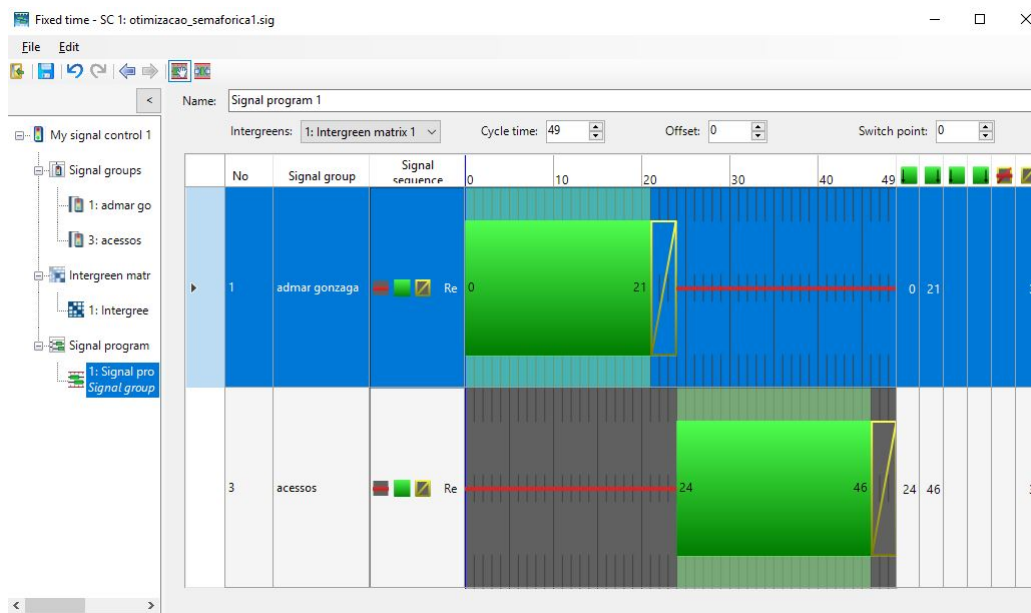 Fixed time - SC 1: otimizacao_semaforica1.sig
File Edit
< Name: Signal program 1
Intergreens: 1: Intergreen matrix 1 Cycle time: 49 Offset: 0 Switch point: 0
My signal control 1
Signal groups
1: admar go
3: acessos
Intergreen matr
1: Intergree
Signal program
1: Signal pro
Signal group
No Signal group Signal sequence 0 10 20 30 40 49
1 admar gonzaga Re 0 21 0 21
3 acessos Re 24 46 24 46
< >